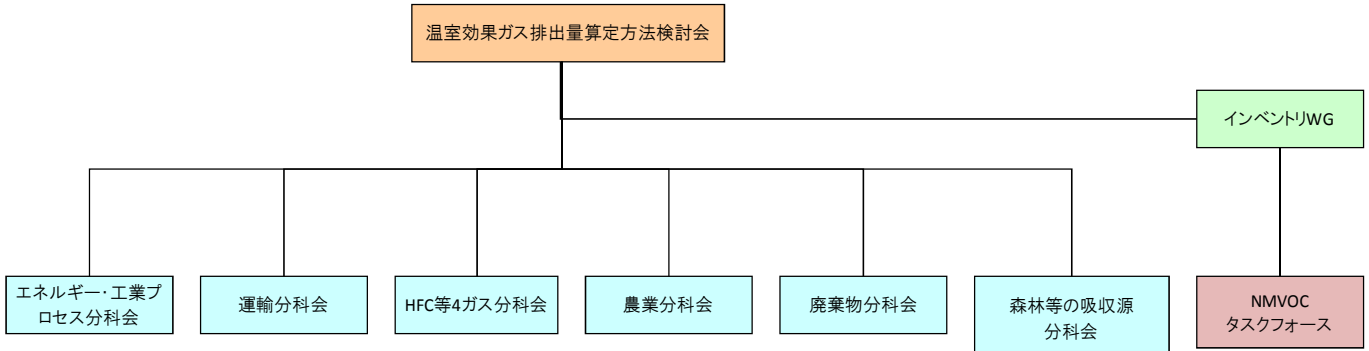 温室効果ガス排出量算定方法検討会
インベントリWG
エネルギー・工業プ
ロセス分科会
運輸分科会
HFC等4ガス分科会
農業分科会
廃棄物分科会
森林等の吸収源
分科会
NMVOC
タスクフォース